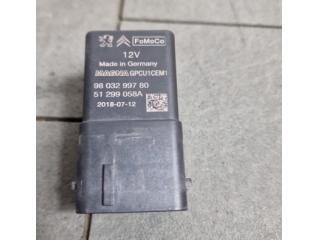 FoMoCo
12V
Made in Germany
MAGNA GPCU1CEM1
98 032 997 80
51 299 058A
2018-07-12